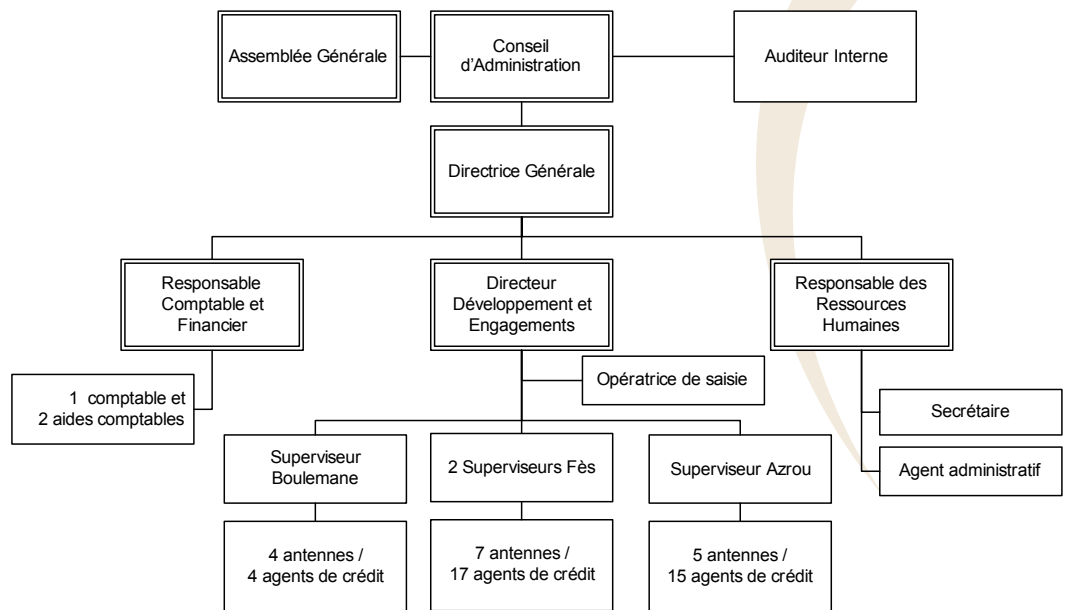 Assemblée Générale
Conseil
d'Administration
Auditeur Interne
Directrice Générale
Responsable
Comptable et
Financier
Directeur
Développement et
Engagements
Responsable des
Ressources
Humaines
1 comptable et
2 aides comptables
Opératrice de saisie
Secrétaire
Agent administratif
Superviseur
Boulemane
2 Superviseurs Fès
Superviseur Azrou
4 antennes /
4 agents de crédit
7 antennes /
17 agents de crédit
5 antennes /
15 agents de crédit